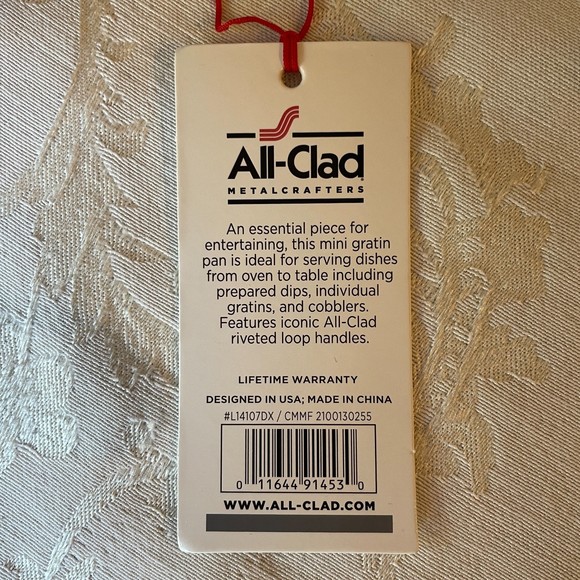 All-Clad
METALCRAFTERS
An essential piece for
entertaining, this mini gratin
pan is ideal for serving dishes
from oven to table including
prepared dips, individual
gratins, and cobblers.
Features iconic All-Clad
riveted loop handles.
LIFETIME WARRANTY
DESIGNED IN USA; MADE IN CHINA
#L14107DX / CMMF 2100130255
0 11644 91453 0
WWW.ALL-CLAD.COM